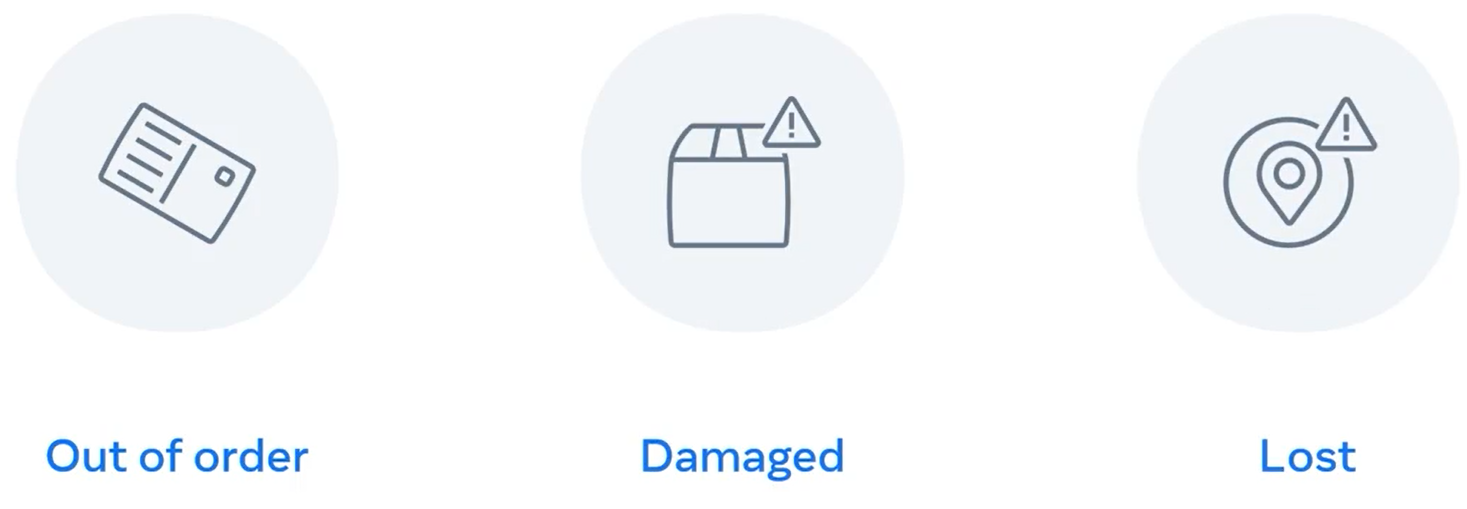 Out of order
Damaged
Lost